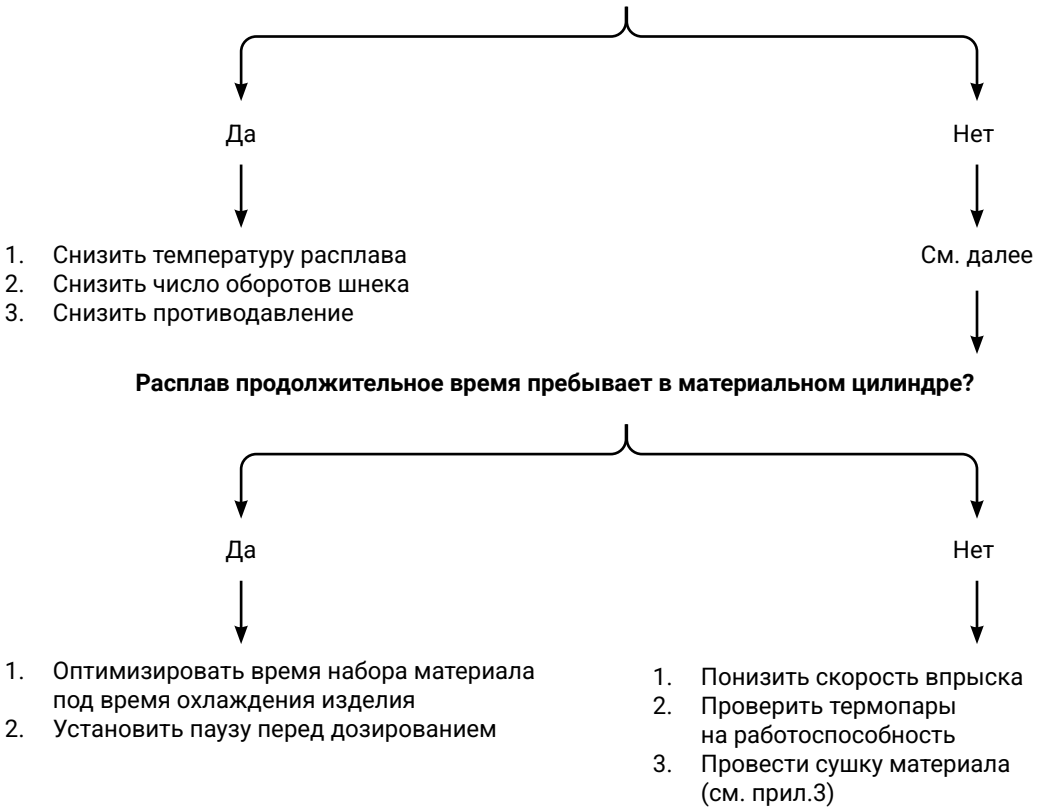 Да
Нет
1. Снизить температуру расплава
2. Снизить число оборотов шнека
3. Снизить противодавление
См. далее
Расплав продолжительное время пребывает в материальном цилиндре?
Да
Нет
1. Оптимизировать время набора материала
под время охлаждения изделия
2. Установить паузу перед дозированием
1. Понизить скорость впрыска
2. Проверить термопары
на работоспособность
3. Провести сушку материала
(см. прил.3)